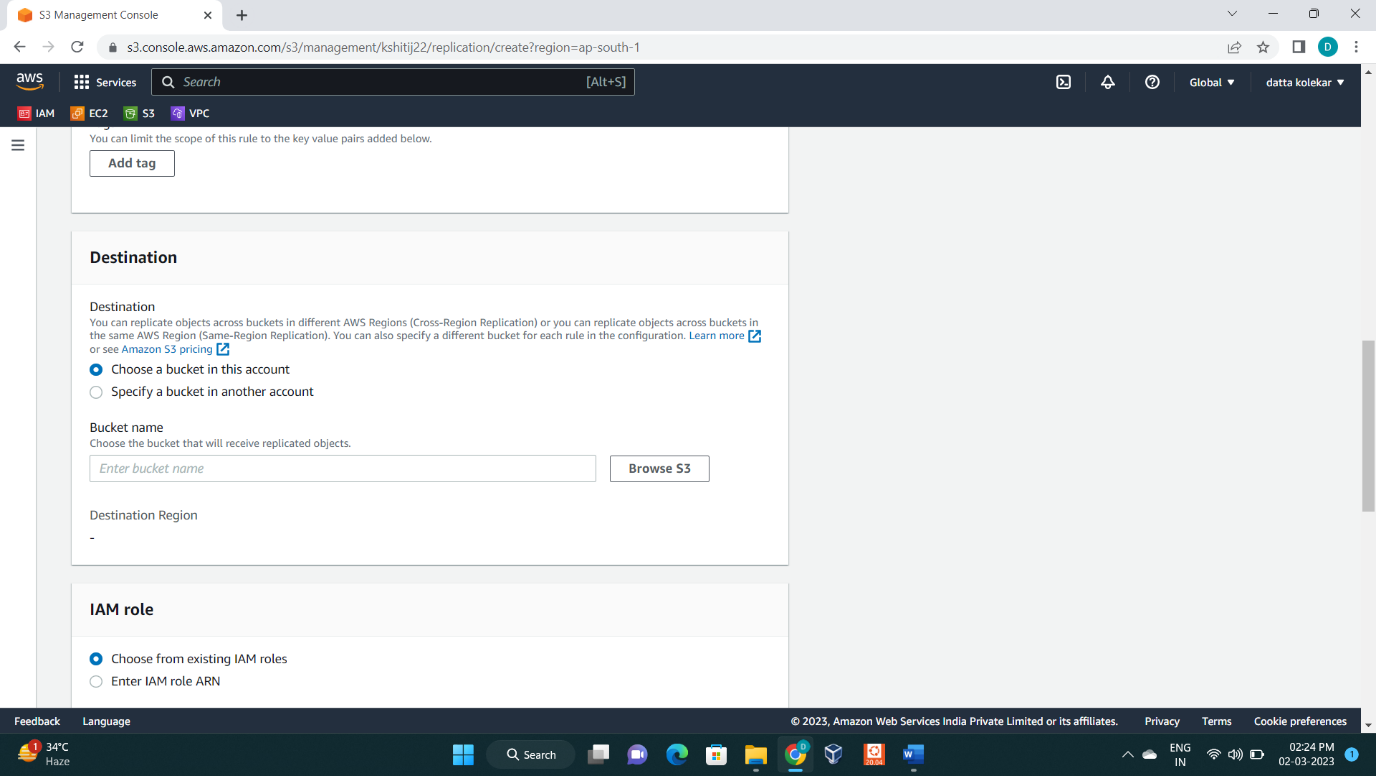 S3 Management Console
s3.console.aws.amazon.com/s3/management/kshitij22/replication/create?region=ap-south-1
D
aws
Services
Search
[Alt+S]
Global
datta kolekar
IAM
EC2
S3
VPC
You can limit the scope of this rule to the key value pairs added below.
Add tag
Destination
Destination
You can replicate objects across buckets in different AWS Regions (Cross-Region Replication) or you can replicate objects across buckets in
the same AWS Region (Same-Region Replication). You can also specify a different bucket for each rule in the configuration. Learn more
or see Amazon S3 pricing
Choose a bucket in this account
Specify a bucket in another account
Bucket name
Choose the bucket that will receive replicated objects.
Enter bucket name
Browse S3
Destination Region
-
IAM role
Choose from existing IAM roles
Enter IAM role ARN
Feedback
Language
© 2023, Amazon Web Services India Private Limited or its affiliates.
Privacy
Terms
Cookie preferences
1
34°C
Haze
Search
D
20.04
W
ENG
IN
02:24 PM
02-03-2023
1